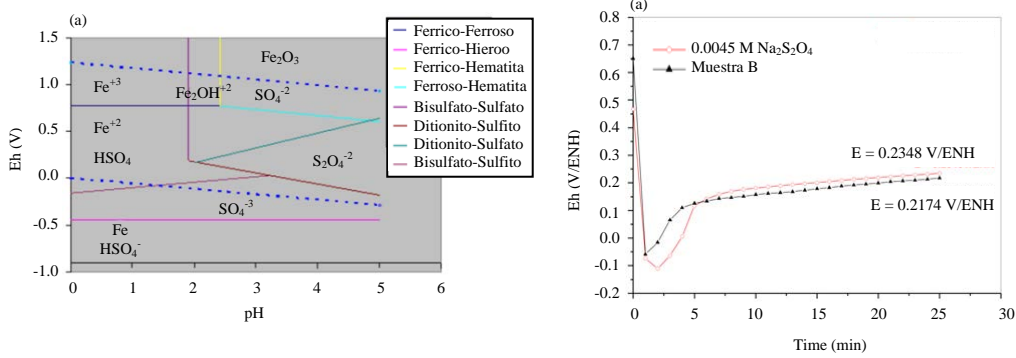 (a)
Eh (V)
1.5
1.0
0.5
0.0
-0.5
-1.0
Fe+3
Fe2OH+2
Fe2O3
SO4-2
Fe+2
HSO4
S2O4-2
SO4-3
Fe
HSO4-
0 1 2 3 4 5 6
pH
Ferrico-Ferroso
Ferrico-Hieroo
Ferrico-Hematita
Ferroso-Hematita
Bisulfato-Sulfato
Ditionito-Sulfito
Ditionito-Sulfato
Bisulfato-Sulfito
(a)
Eh (V/ENH)
0.8
0.7
0.6
0.5
0.4
0.3
0.2
0.1
0.0
-0.1
-0.2
0.0045 M Na2S2O4
Muestra B
E = 0.2348 V/ENH
E = 0.2174 V/ENH
0 5 10 15 20 25 30
Time (min)